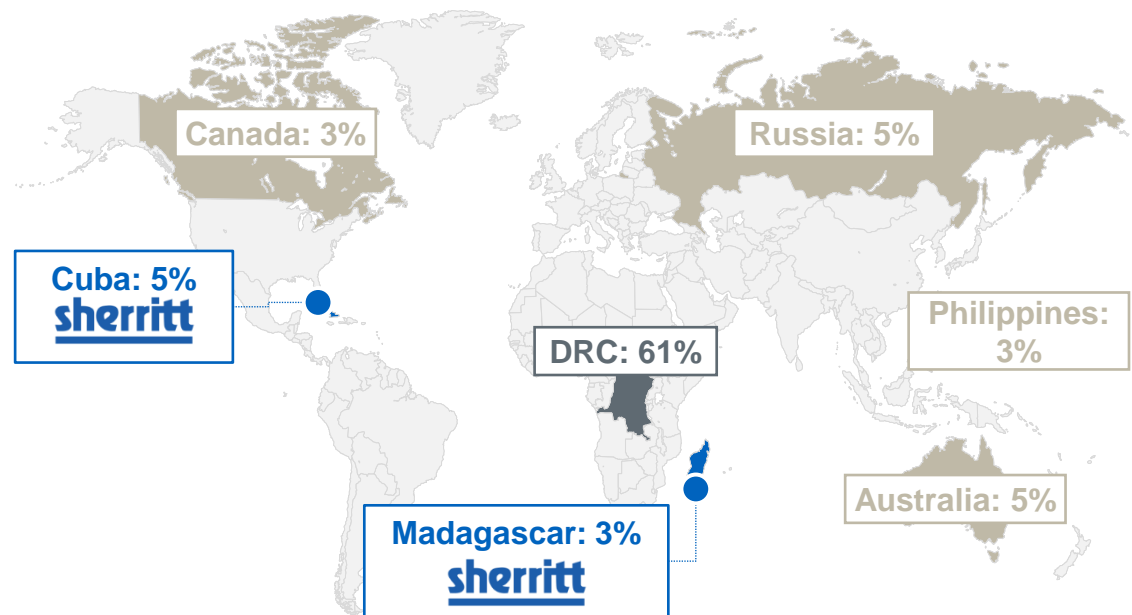 Canada: 3%
Russia: 5%
Cuba: 5%
sherritt
Philippines:
3%
DRC: 61%
Australia: 5%
Madagascar: 3%
sherritt